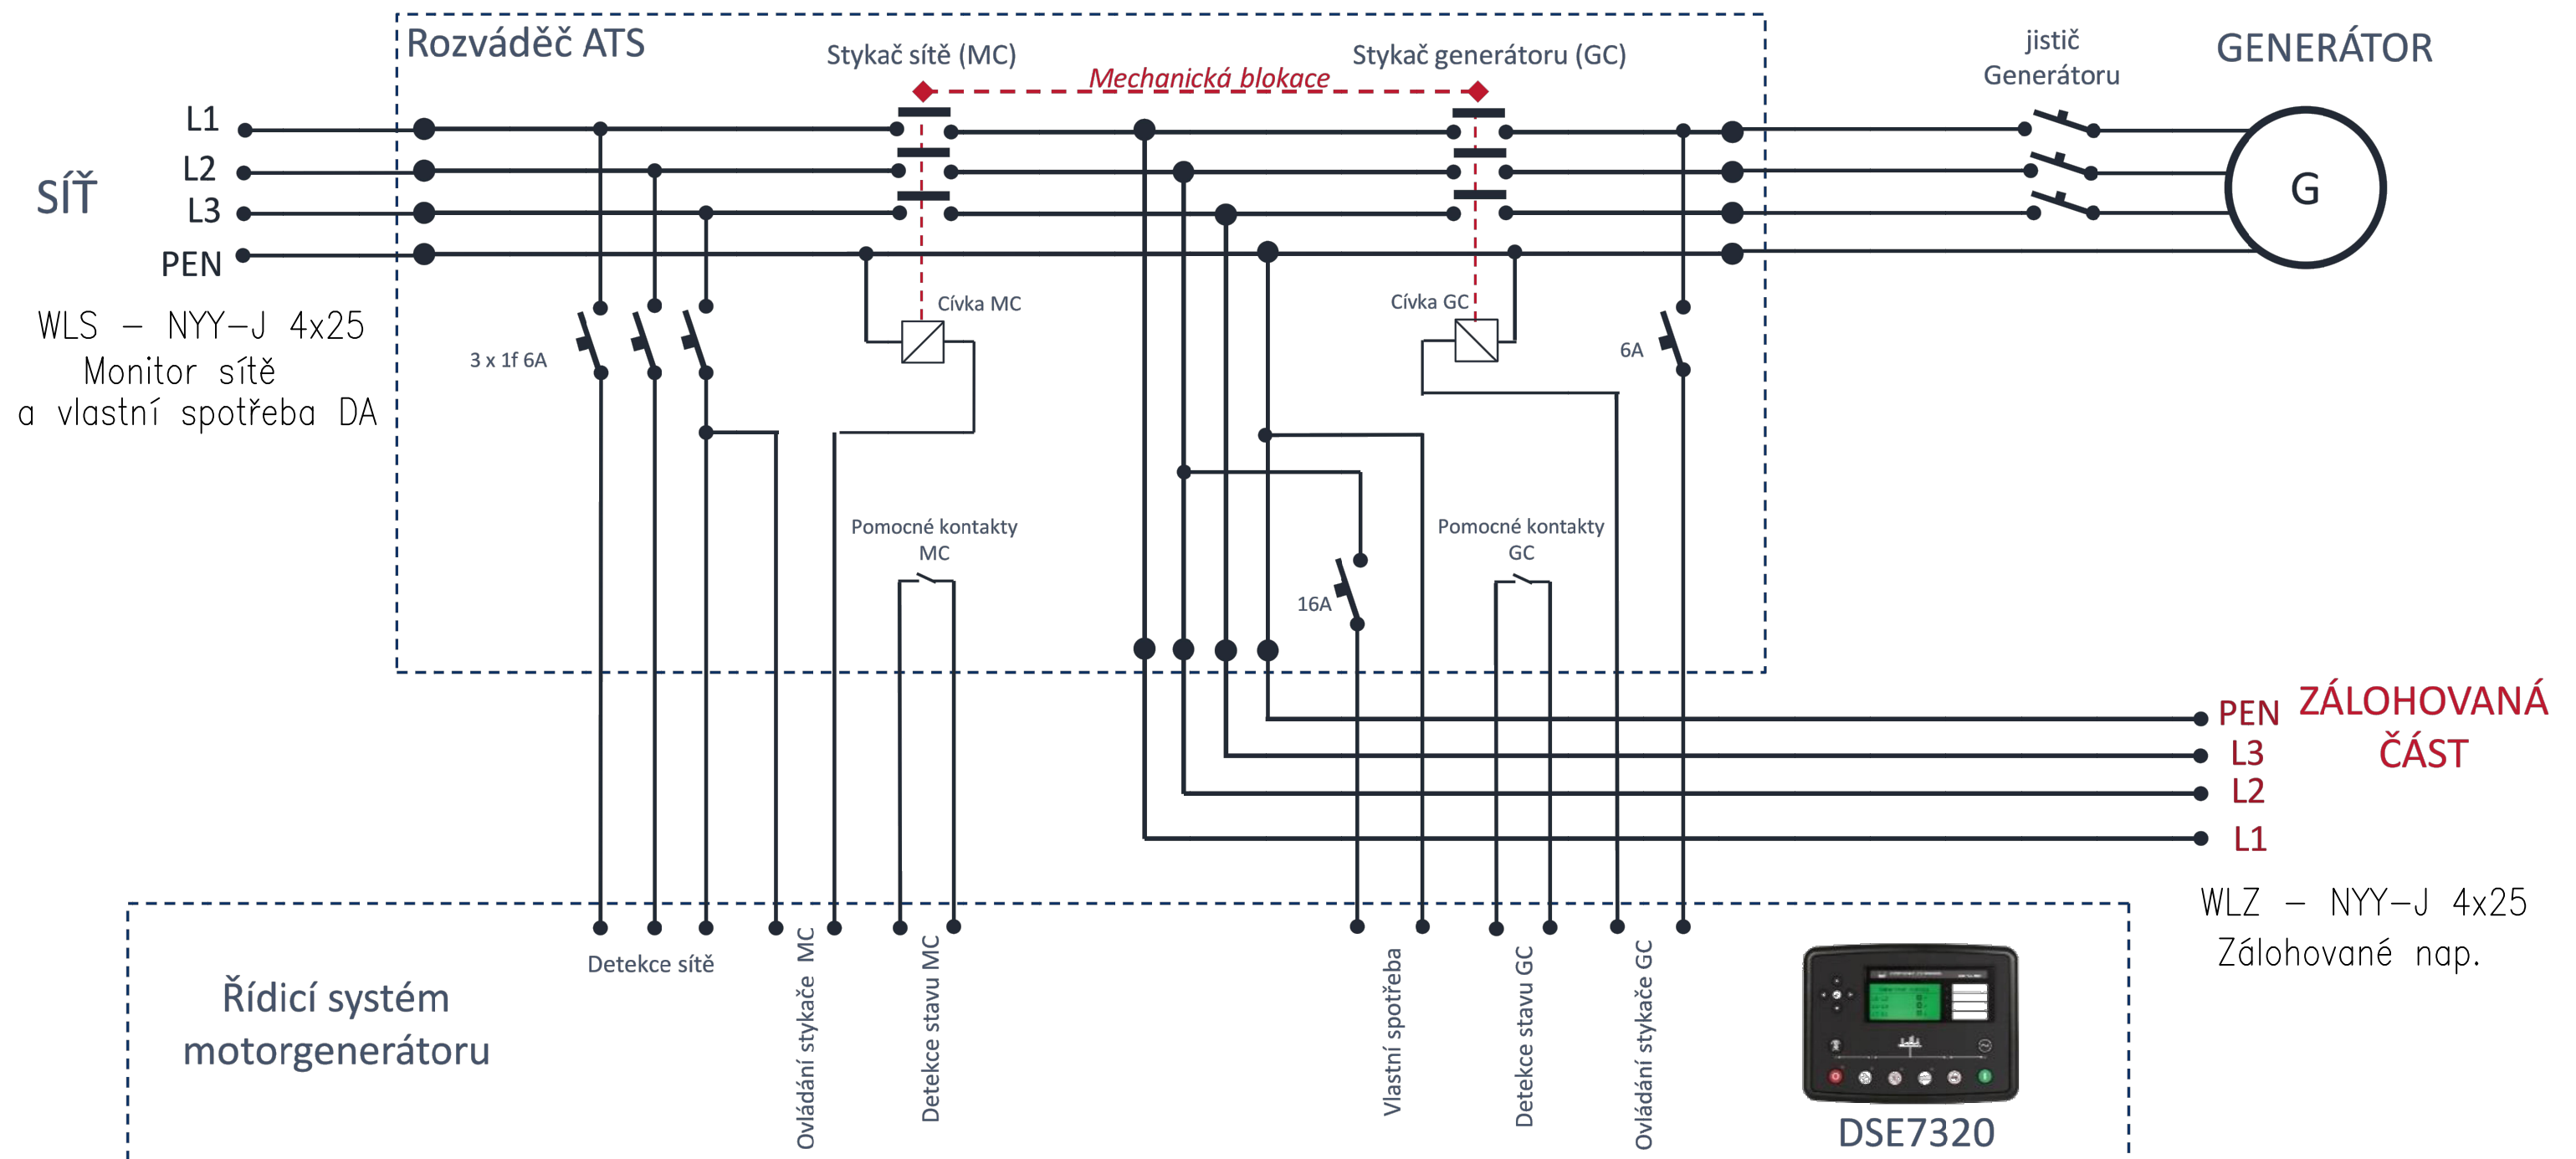 Rozváděč ATS
Stykač sítě (MC)
Mechanická blokace
Stykač generátoru (GC)
jistič
Generátoru
GENERÁTOR
SÍŤ
L1
L2
L3
PEN
G
WLS - NYY-J 4x25
Monitor sítě
a vlastní spotřeba DA
3 x 1f 6A
Cívka MC
Cívka GC
6A
Pomocné kontakty
MC
16A
Pomocné kontakty
GC
PEN
L3
L2
L1
ZÁLOHOVANÁ
ČÁST
WLZ - NYY-J 4x25
Zálohované nap.
Řídicí systém
motorgenerátoru
Detekce sítě
Ovládání stykače MC
Detekce stavu MC
Vlastní spotřeba
Detekce stavu GC
Ovládání stykače GC
DSE7320